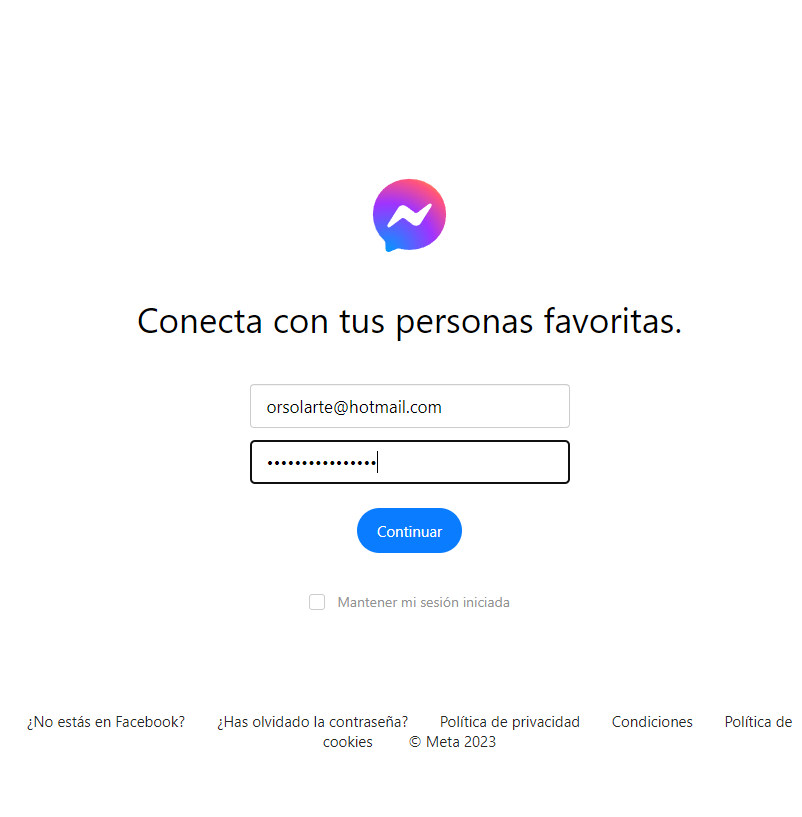 Conecta con tus personas favoritas.
orsolarte@hotmail.com
••••••••••••••••
Continuar
Mantener mi sesión iniciada
¿No estás en Facebook? ¿Has olvidado la contraseña? Política de privacidad Condiciones Política de
cookies © Meta 2023